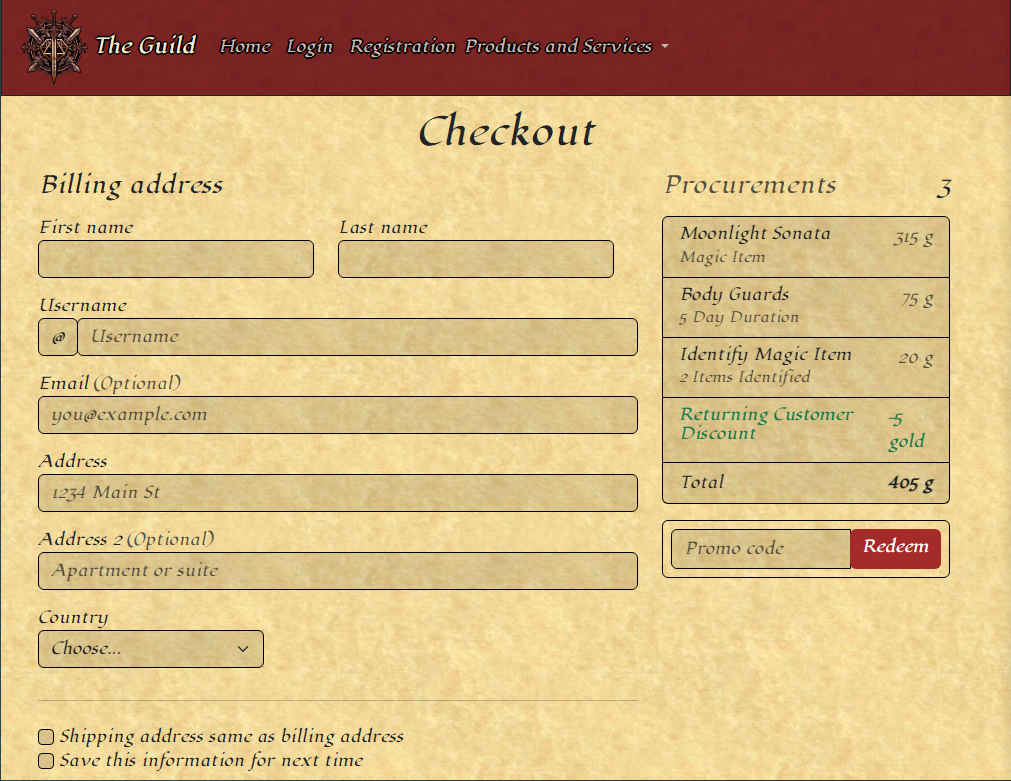 The Guild Home Login Registration Products and Services
Checkout
Billing address
First name Last name
Username
@ Username
Email (Optional)
you@example.com
Address
1234 Main St
Address 2 (Optional)
Apartment or suite
Country
Choose...
Shipping address same as billing address
Save this information for next time
Procurements 3
Moonlight Sonata 315 g
Magic Item
Body Guards 75 g
5 Day Duration
Identify Magic Item 20 g
2 Items Identified
Returning Customer -5
Discount gold
Total 405 g
Promo code Redeem